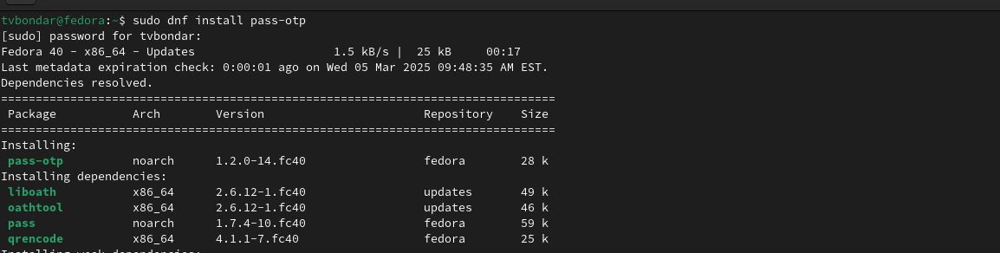 tvbondar@fedora:~$ sudo dnf install pass-otp
[sudo] password for tvbondar:
Fedora 40 - x86_64 - Updates                    1.5 kB/s |  25 kB     00:17
Last metadata expiration check: 0:00:01 ago on Wed 05 Mar 2025 09:48:35 AM EST.
Dependencies resolved.
================================================================================
 Package           Arch        Version                       Repository    Size
================================================================================
Installing:
 pass-otp          noarch      1.2.0-14.fc40                 fedora        28 k
Installing dependencies:
 liboath           x86_64      2.6.12-1.fc40                 updates       49 k
 oathtool          x86_64      2.6.12-1.fc40                 updates       46 k
 pass              noarch      1.7.4-10.fc40                 fedora        59 k
 qrencode          x86_64      4.1.1-7.fc40                  fedora        25 k